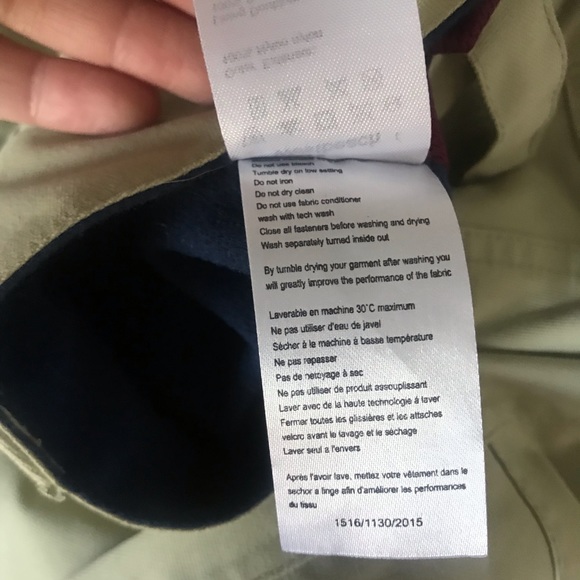 Do not use bleach
Tumble dry on low setting
Do not iron
Do not dry clean
Do not use fabric conditioner
wash with tech wash
Close all fasteners before washing and drying
Wash separately turned inside out
By tumble drying your garment after washing you
will greatly improve the performance of the fabric
Laverable en machine 30°C maximum
Ne pas utiliser d'eau de javel
Sécher à le machine à basse température
Ne pas repasser
Pas de nettoyage à sec
Ne pas utiliser de produit assouplissant
Laver avec de la haute technologie á laver
Fermer toutes les glissières et les attaches
velcro avant le lavage et le séchage
Laver seul a l'envers
Après l'avoir lave, mettez votre vêtement dans le
sechor a linge afin d'améliorer les performances
du tissu
1516/1130/2015